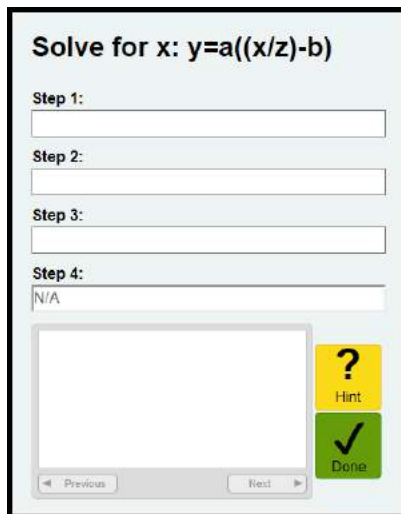 Solve for x: y=a((x/z)-b)
Step 1:
Step 2:
Step 3:
Step 4:
N/A
?
Hint
Done
Previous
Next